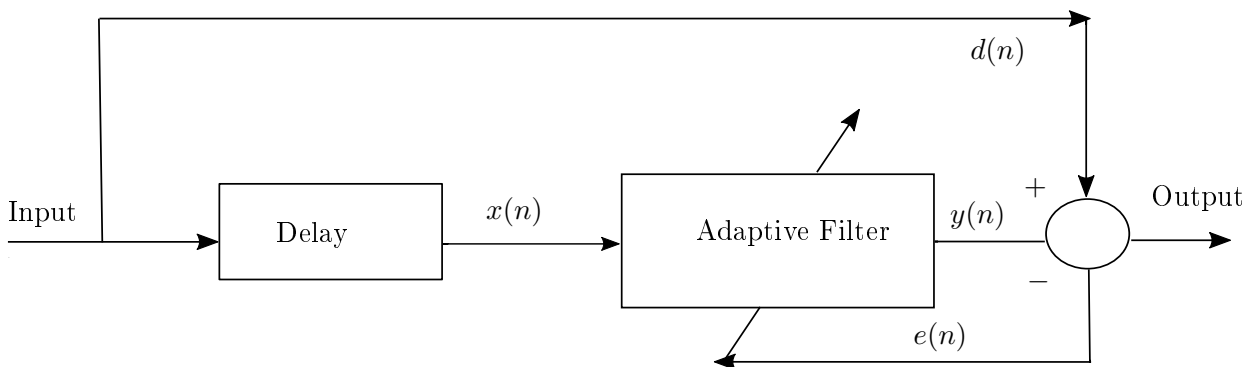 d(n)
Input
Delay
x(n)
Adaptive Filter
y(n)
+
Output
−
e(n)